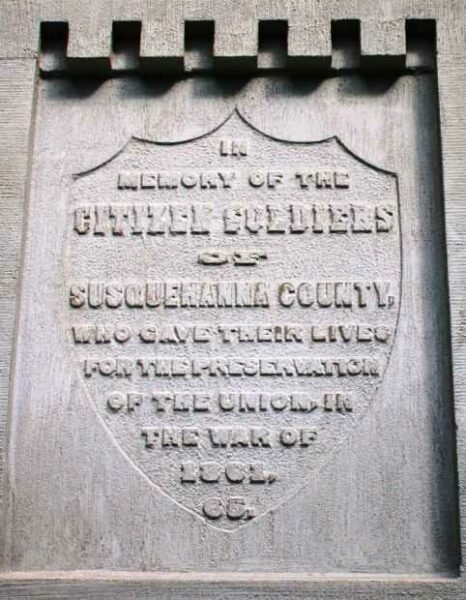 IN
MEMORY OF THE
CITIZEN SOLDIERS
OF
SUSQUEHANNA COUNTY,
WHO GAVE THEIR LIVES
FOR THE PRESERVATION
OF THE UNION, IN
THE WAR OF
1861,
65.